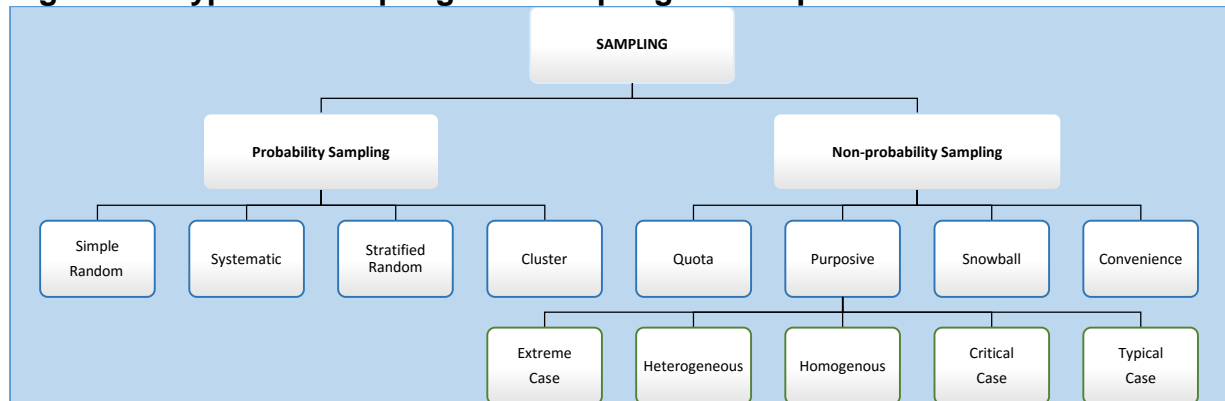 SAMPLING
Probability Sampling
Non-probability Sampling
Simple
Random
Systematic
Stratified
Random
Cluster
Quota
Purposive
Snowball
Convenience
Extreme
Case
Heterogeneous
Homogenous
Critical
Case
Typical
Case